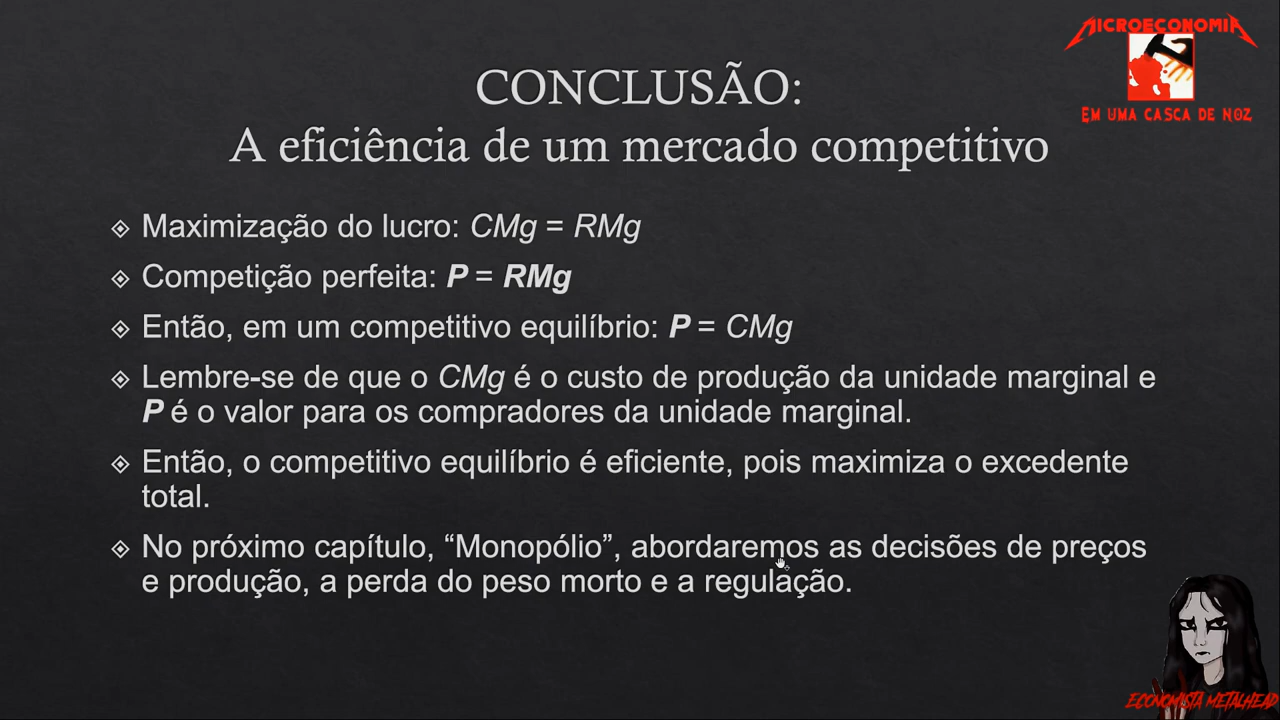 MICROECONOMIA
EM UMA CASCA DE NOZ
CONCLUSÃO:
A eficiência de um mercado competitivo
Maximização do lucro: CMg = RMg
Competição perfeita: P = RMg
Então, em um competitivo equilíbrio: P = CMg
Lembre-se de que o CMg é o custo de produção da unidade marginal e
P é o valor para os compradores da unidade marginal.
Então, o competitivo equilíbrio é eficiente, pois maximiza o excedente
total.
No próximo capítulo, “Monopólio”, abordaremos as decisões de preços
e produção, a perda do peso morto e a regulação.
ECONOMISTA METALHEAD